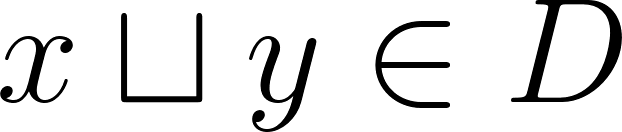 x ⊔ y ∈ D